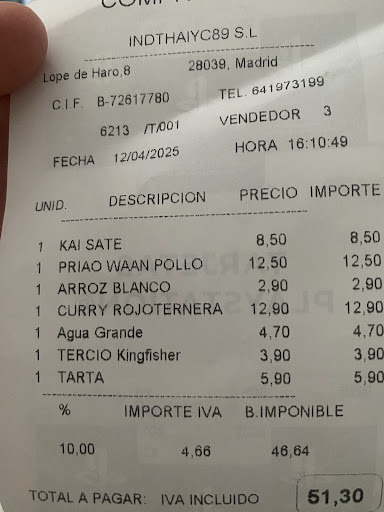 INDTHAIYC89 S.L
Lope de Haro,8 28039, Madrid
C.I.F. B-72617780 TEL. 641973199
6213 /T/001 VENDEDOR 3
FECHA 12/04/2025 HORA 16:10:49
UNID. DESCRIPCION PRECIO IMPORTE
1 KAI SATE 8,50 8,50
1 PRIAO WAAN POLLO 12,50 12,50
1 ARROZ BLANCO 2,90 2,90
1 CURRY ROJOTERNERA 12,90 12,90
1 Agua Grande 4,70 4,70
1 TERCIO Kingfisher 3,90 3,90
1 TARTA 5,90 5,90
% IMPORTE IVA B.IMPONIBLE
10,00 4,66 46,64
TOTAL A PAGAR: IVA INCLUIDO 51,30